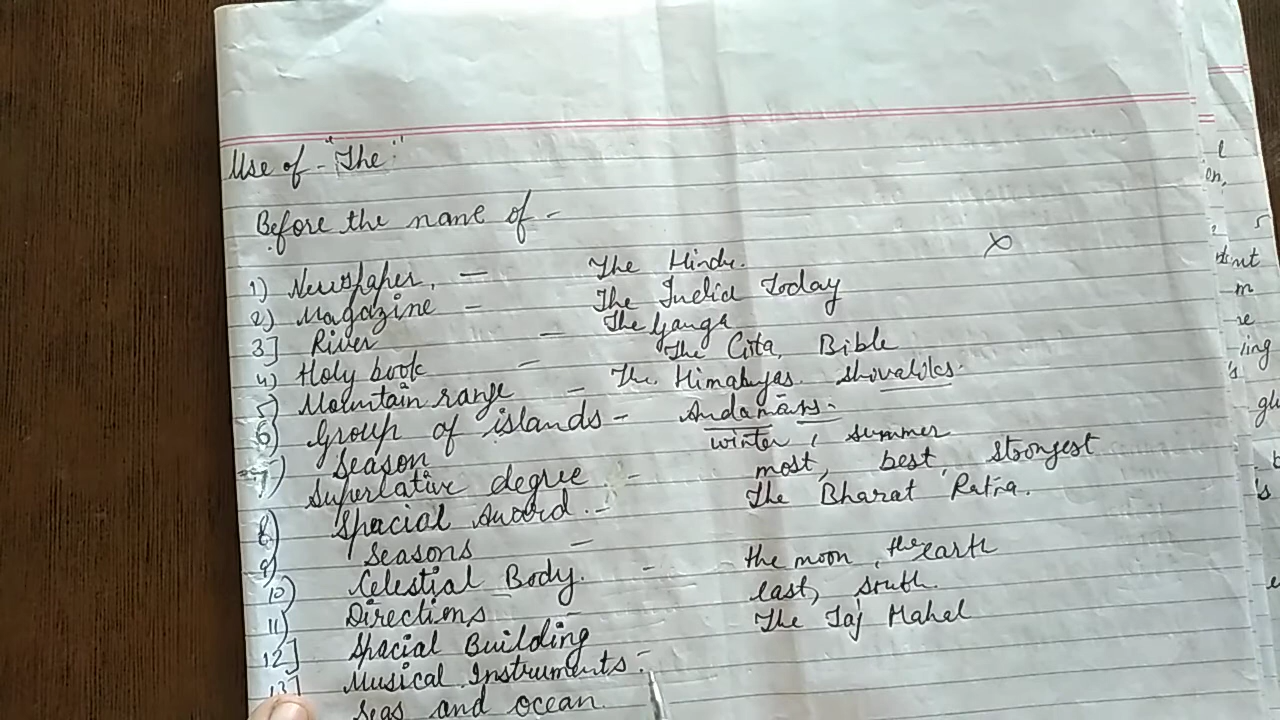 Use of - "The"
Before the name of -
1) Newspaper, - The Hindu.
2) Magazine - The India Today
3] River - The Ganga
4) Holy book - The Gita, Bible
5) Mountain range - The Himalayas. Shivaliks.
6) Group of islands - Andamans.
7) Season winter, summer
Superlative degree. - most, best, strongest
8) Spacial Award. - The Bharat Ratna.
9) Seasons -
10) Celestial Body. - the moon, the earth
11) Directions - east, south.
12] Spacial Building The Taj Mahal
13] Musical Instruments -
Seas and ocean.